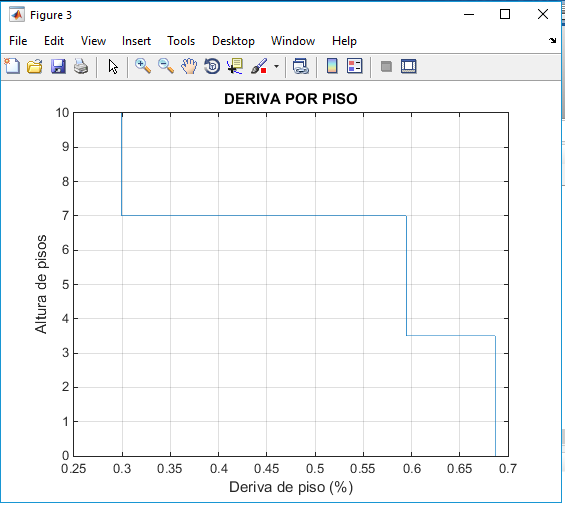 Figure 3
File Edit View Insert Tools Desktop Window Help
DERIVA POR PISO
10
9
8
7
6
5
4
3
2
1
0
Altura de pisos
0.25 0.3 0.35 0.4 0.45 0.5 0.55 0.6 0.65 0.7
Deriva de piso (%)